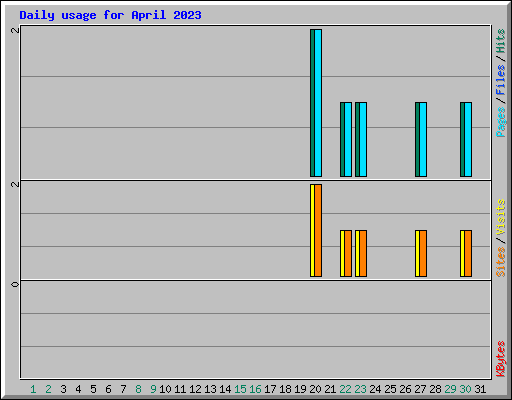 Daily usage for April 2023
2
Pages / Files / Hits
2
Sites / Visits
0
KBytes
1 2 3 4 5 6 7 8 9 10 11 12 13 14 15 16 17 18 19 20 21 22 23 24 25 26 27 28 29 30 31